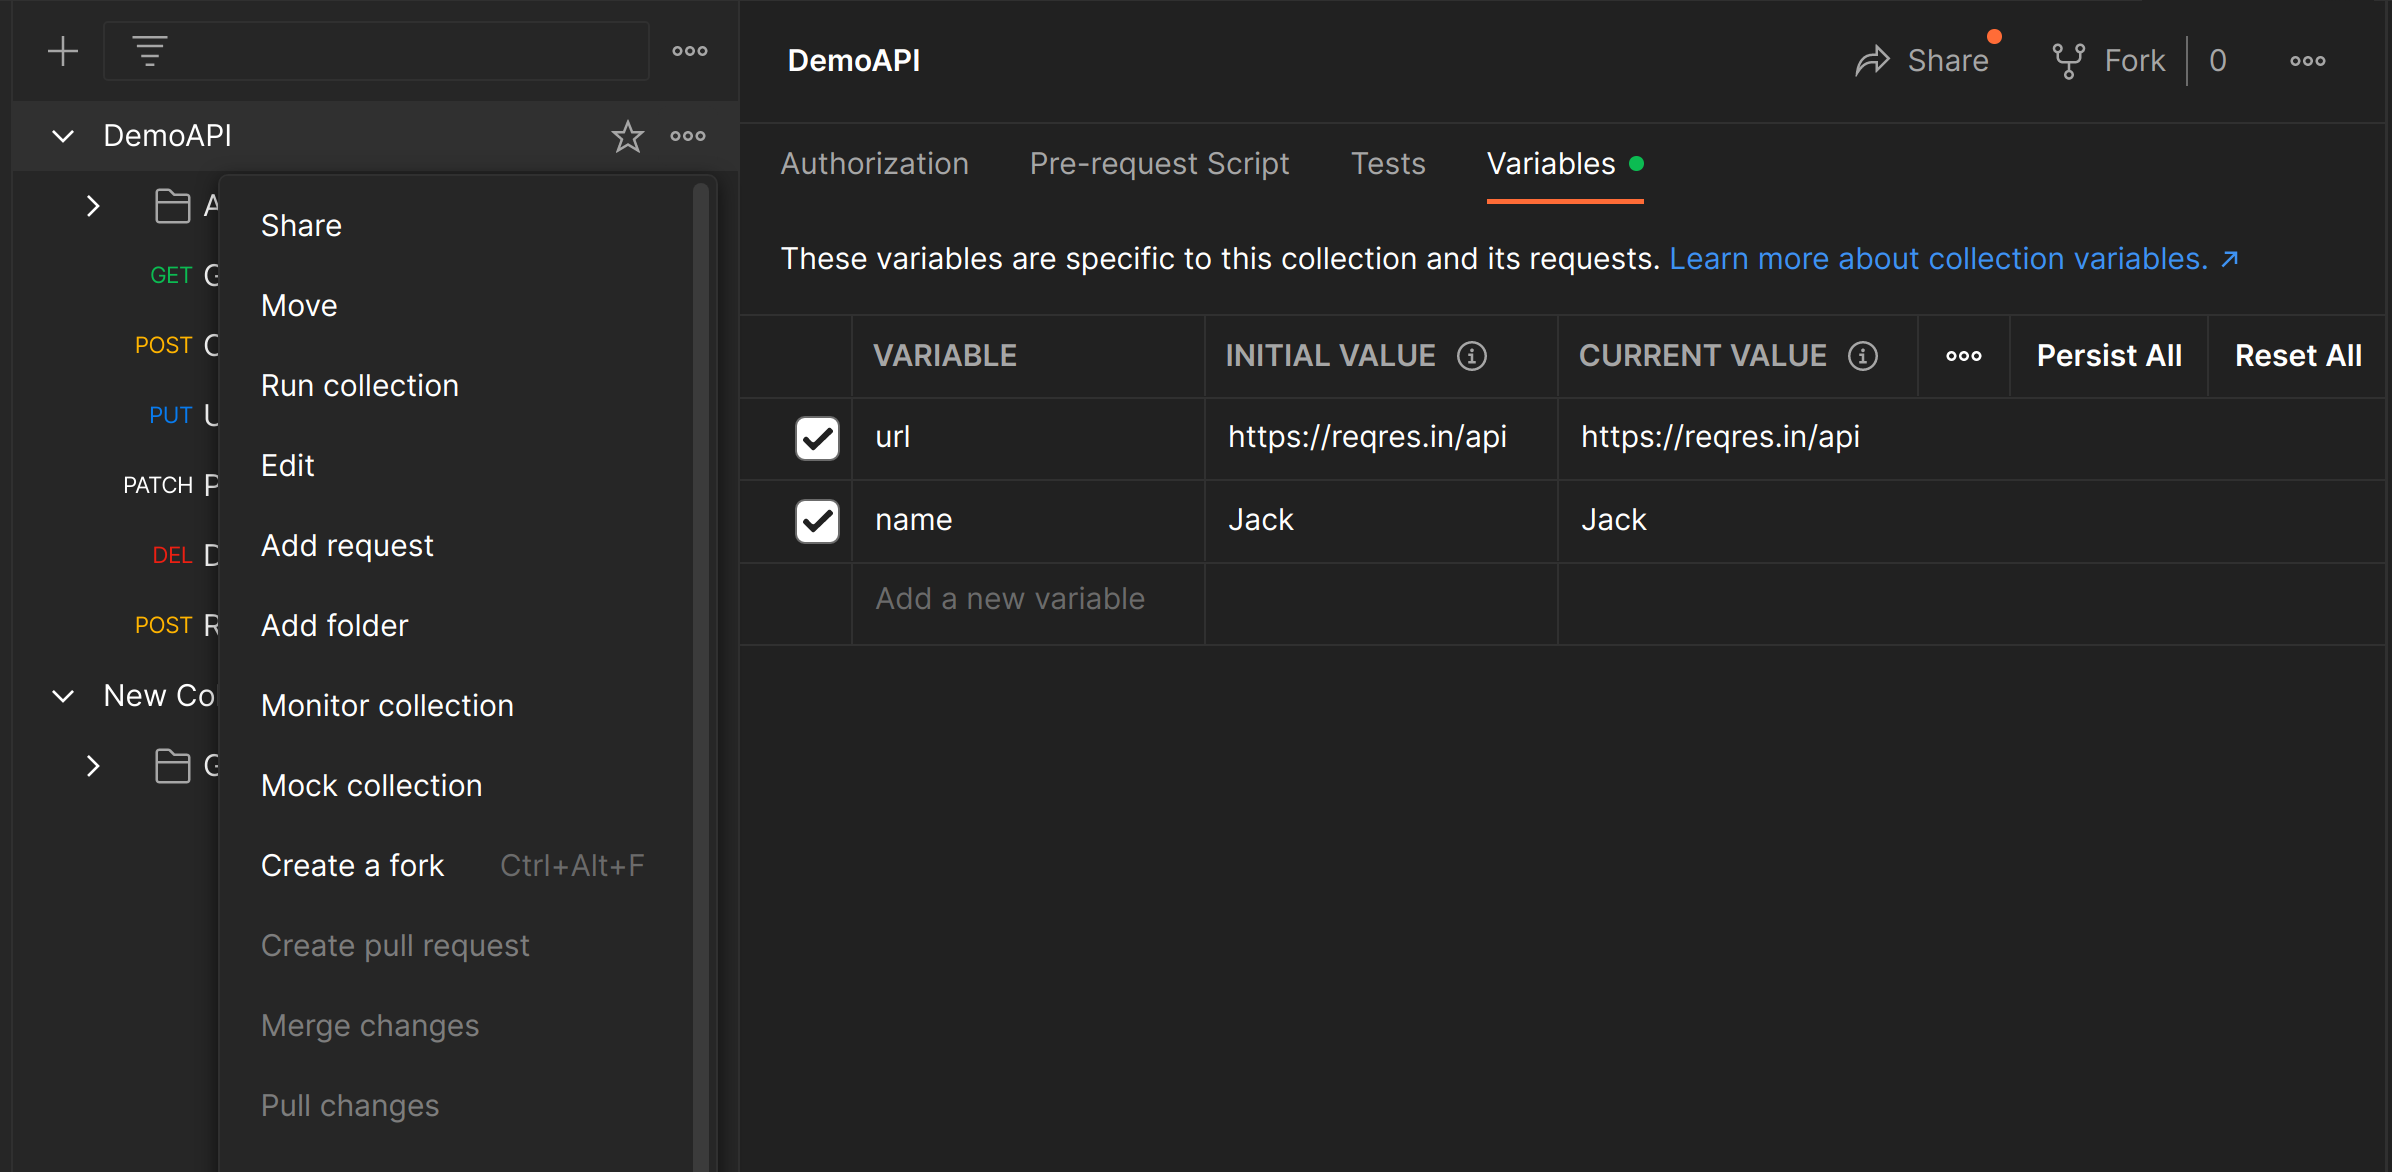 DemoAPI
GET
POST
PUT
PATCH
DEL
POST
New Co
Share
Move
Run collection
Edit
Add request
Add folder
Monitor collection
Mock collection
Create a fork Ctrl+Alt+F
Create pull request
Merge changes
Pull changes
DemoAPI
Share
Fork 0
Authorization Pre-request Script Tests Variables
These variables are specific to this collection and its requests. Learn more about collection variables. ↗
VARIABLE INITIAL VALUE CURRENT VALUE Persist All Reset All
url https://reqres.in/api https://reqres.in/api
name Jack Jack
Add a new variable